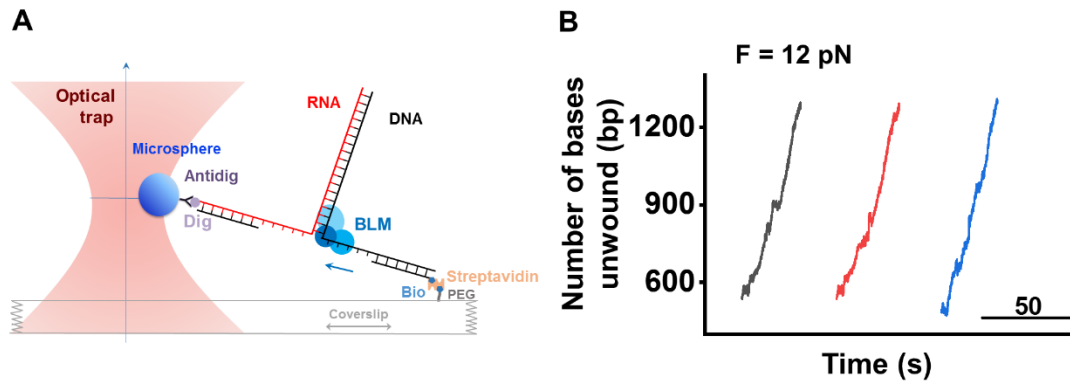 A
Optical
trap
RNA
DNA
Microsphere
Antidig
Dig
BLM
Streptavidin
Bio
PEG
Coverslip
B
F = 12 pN
Number of bases
unwound (bp)
1200
900
600
50
Time (s)